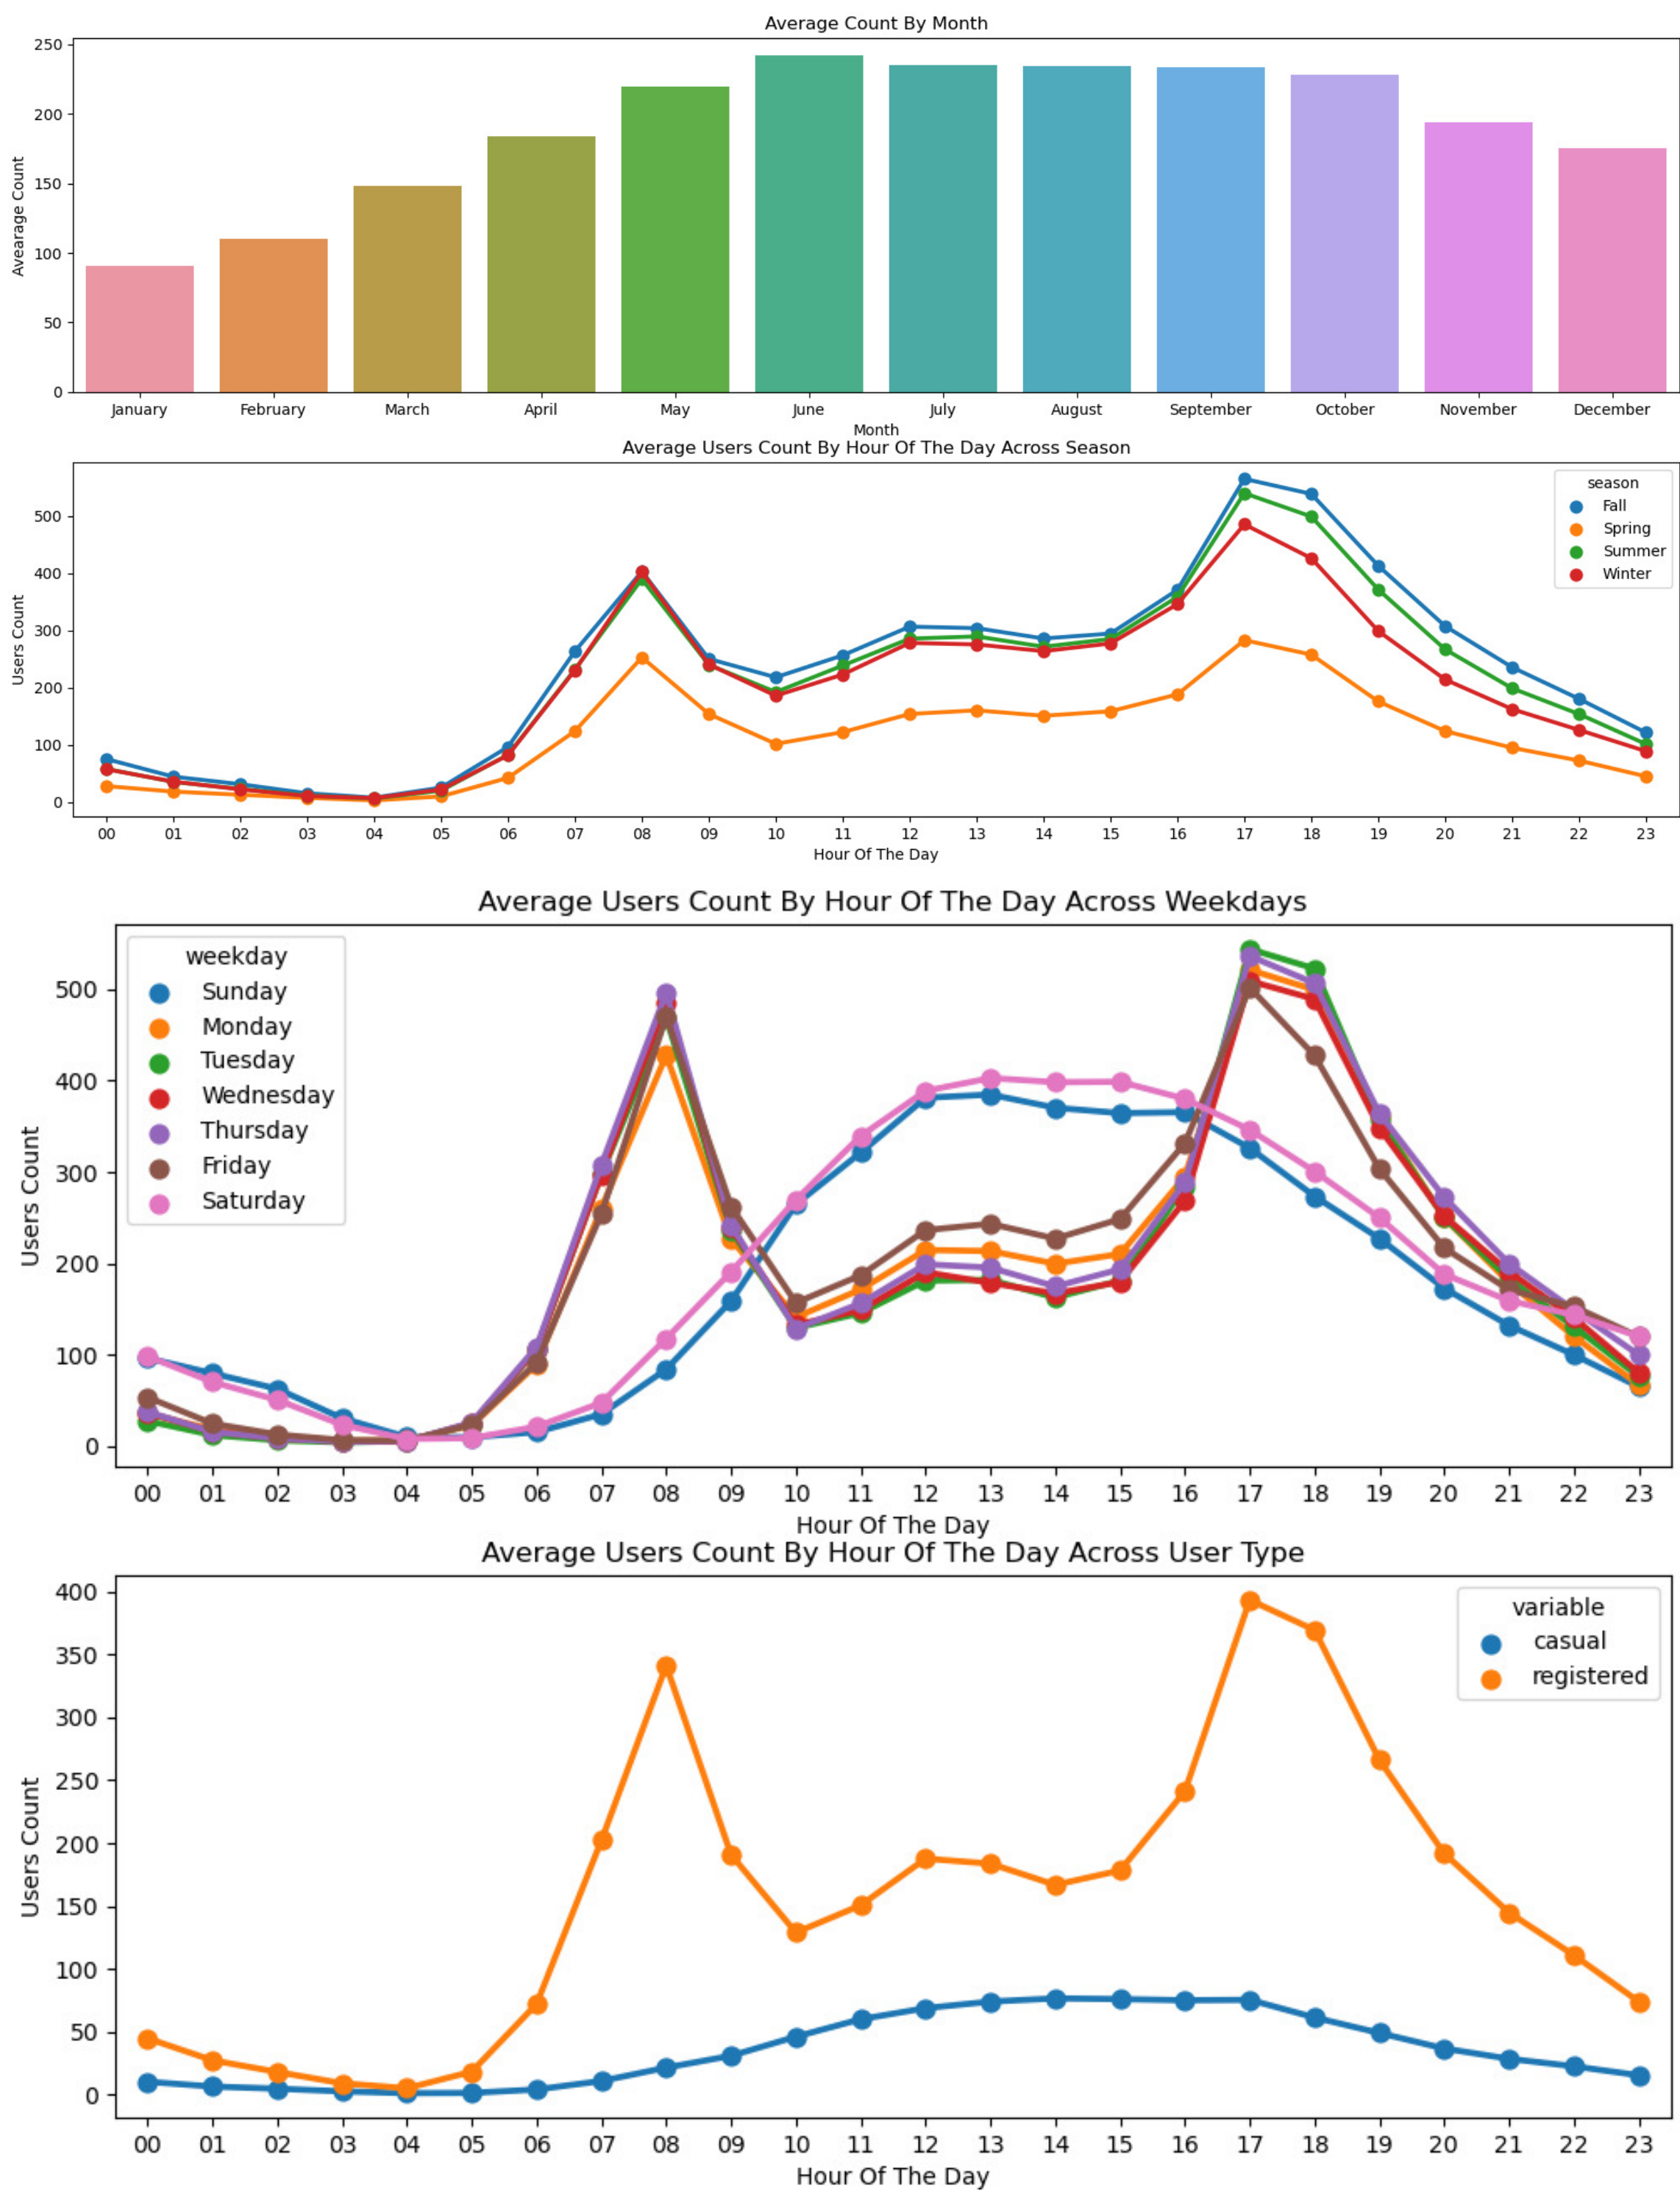 Average Count By Month
Avearage Count
250
200
150
100
50
0
January February March April May June July August September October November December
Month
Average Users Count By Hour Of The Day Across Season
Users Count
500
400
300
200
100
0
season
Fall
Spring
Summer
Winter
00 01 02 03 04 05 06 07 08 09 10 11 12 13 14 15 16 17 18 19 20 21 22 23
Hour Of The Day
Average Users Count By Hour Of The Day Across Weekdays
Users Count
500
400
300
200
100
0
weekday
Sunday
Monday
Tuesday
Wednesday
Thursday
Friday
Saturday
00 01 02 03 04 05 06 07 08 09 10 11 12 13 14 15 16 17 18 19 20 21 22 23
Hour Of The Day
Average Users Count By Hour Of The Day Across User Type
Users Count
400
350
300
250
200
150
100
50
0
variable
casual
registered
00 01 02 03 04 05 06 07 08 09 10 11 12 13 14 15 16 17 18 19 20 21 22 23
Hour Of The Day